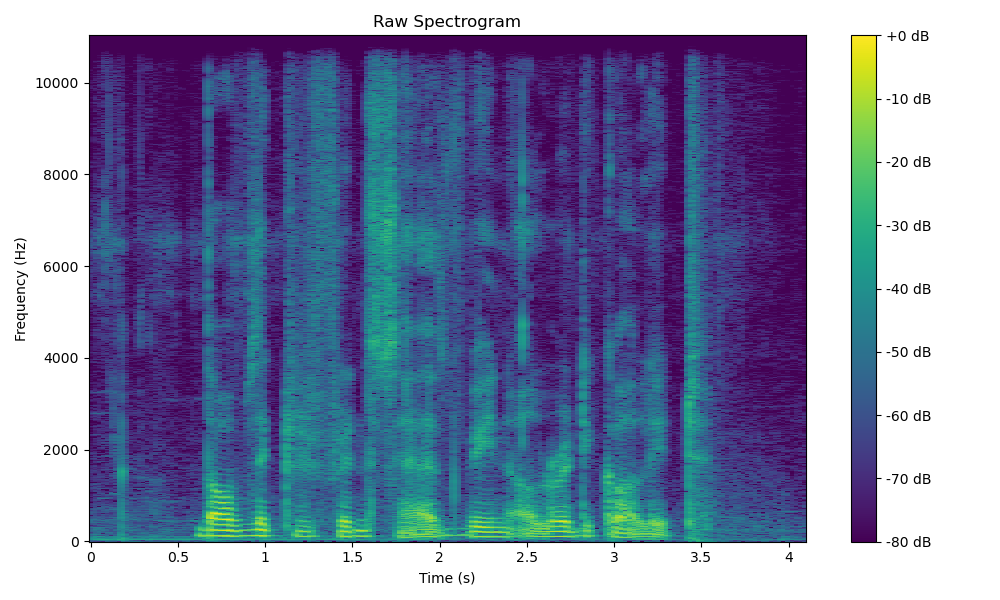 Raw Spectrogram
Frequency (Hz)
10000
8000
6000
4000
2000
0
0 0.5 1 1.5 2 2.5 3 3.5 4
Time (s)
+0 dB
-10 dB
-20 dB
-30 dB
-40 dB
-50 dB
-60 dB
-70 dB
-80 dB